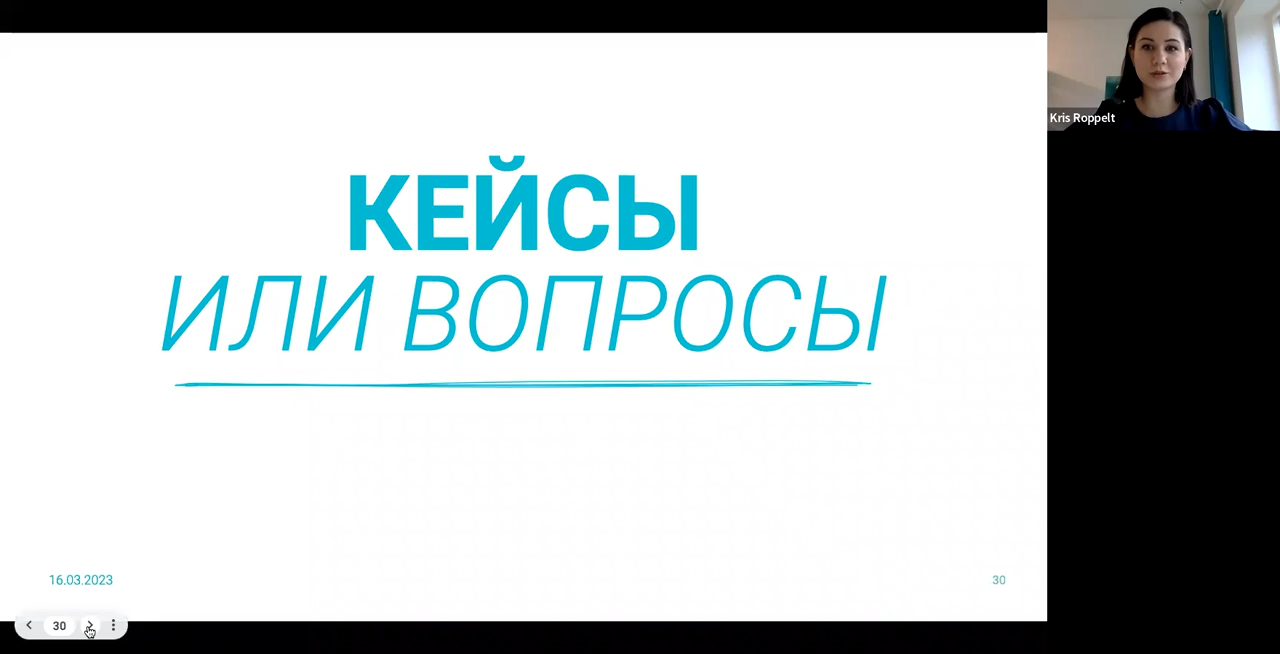 КЕЙСЫ
ИЛИ ВОПРОСЫ
16.03.2023
30
30
Kris Roppelt